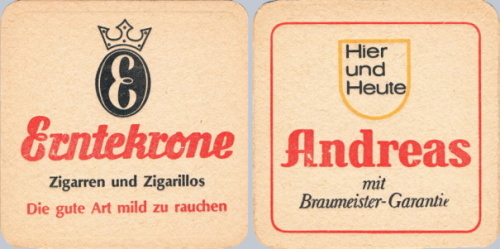 E
Erntekrone
Zigarren und Zigarillos
Die gute Art mild zu rauchen
Hier
und
Heute
Andreas
mit
Braumeister-Garantie